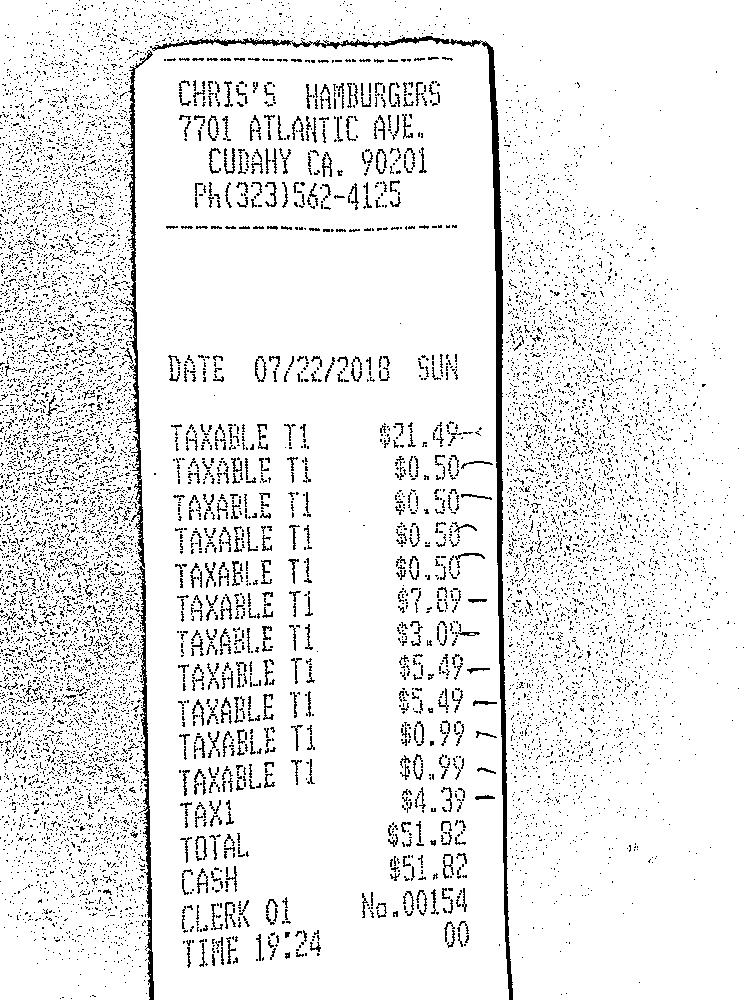 CHRIS'S HAMBURGERS
7701 ATLANTIC AVE.
CUDAHY CA. 90201
Ph(323)562-4125
DATE 07/22/2018 SUN
TAXABLE T1 $21.49
TAXABLE T1 $0.50
TAXABLE T1 $0.50
TAXABLE T1 $0.50
TAXABLE T1 $0.50
TAXABLE T1 $7.89
TAXABLE T1 $3.09
TAXABLE T1 $5.49
TAXABLE T1 $5.49
TAXABLE T1 $0.99
TAXABLE T1 $0.99
TAX1 $4.39
TOTAL $51.82
CASH $51.82
CLERK 01 No.00154
TIME 19:24 00